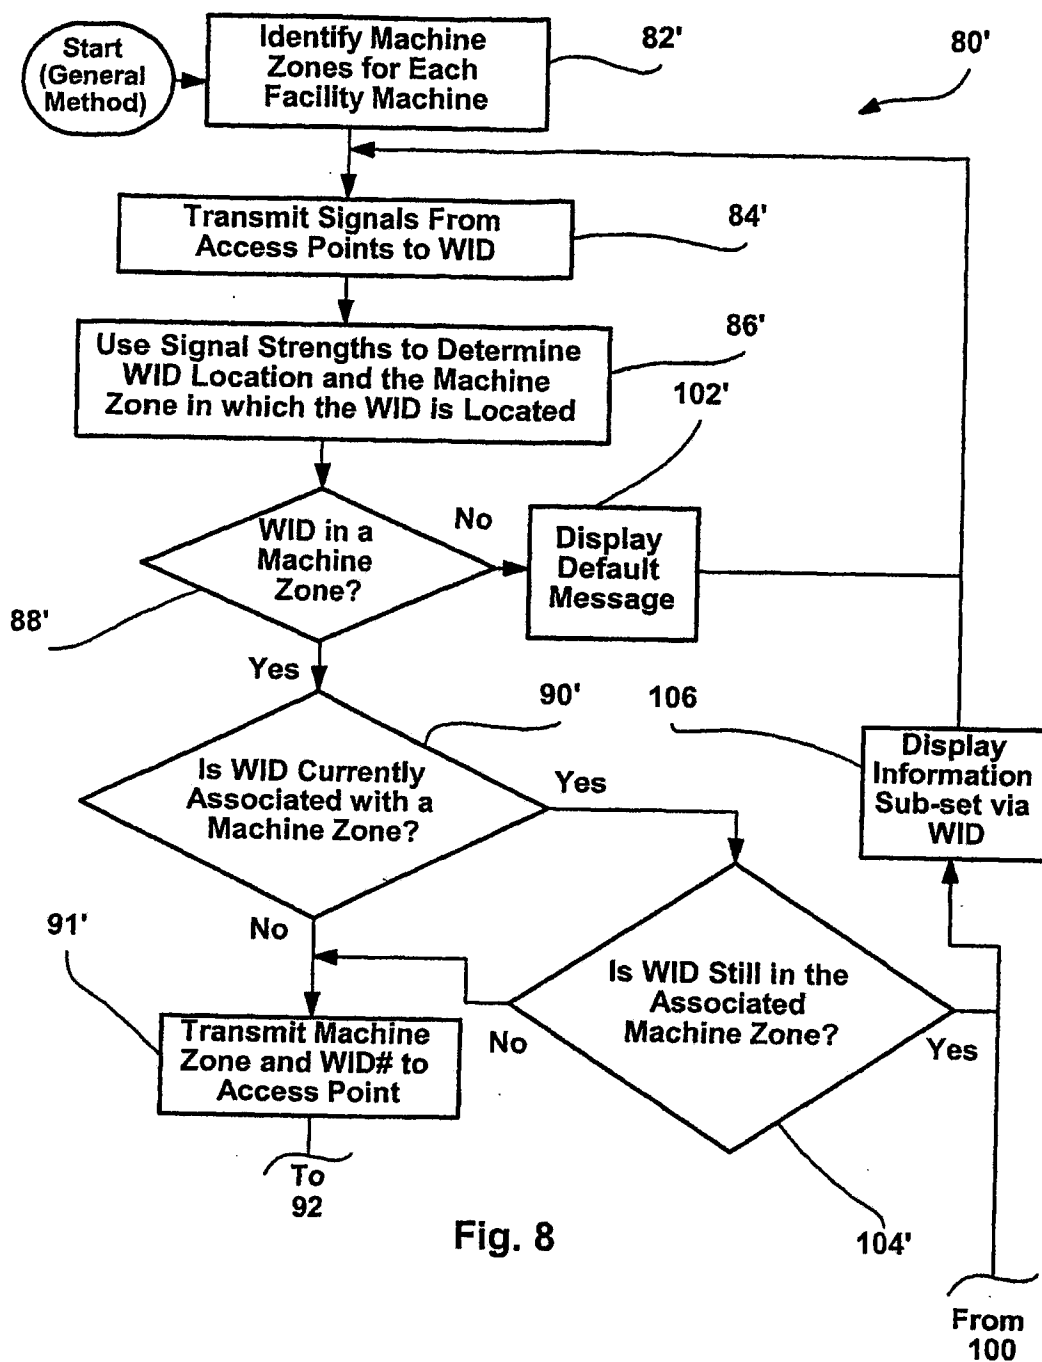 Start
(General
Method)
Identify Machine
Zones for Each
Facility Machine
82'
80'
Transmit Signals From
Access Points to WID
84'
Use Signal Strengths to Determine
WID Location and the Machine
Zone in which the WID is Located
86'
102'
WID in a
Machine
Zone?
No
Display
Default
Message
88'
Yes
90'
106
Is WID Currently
Associated with a
Machine Zone?
Yes
Display
Information
Sub-set via
WID
No
91'
Is WID Still in the
Associated
Machine Zone?
No
Yes
Transmit Machine
Zone and WID# to
Access Point
To
92
Fig. 8
104'
From
100